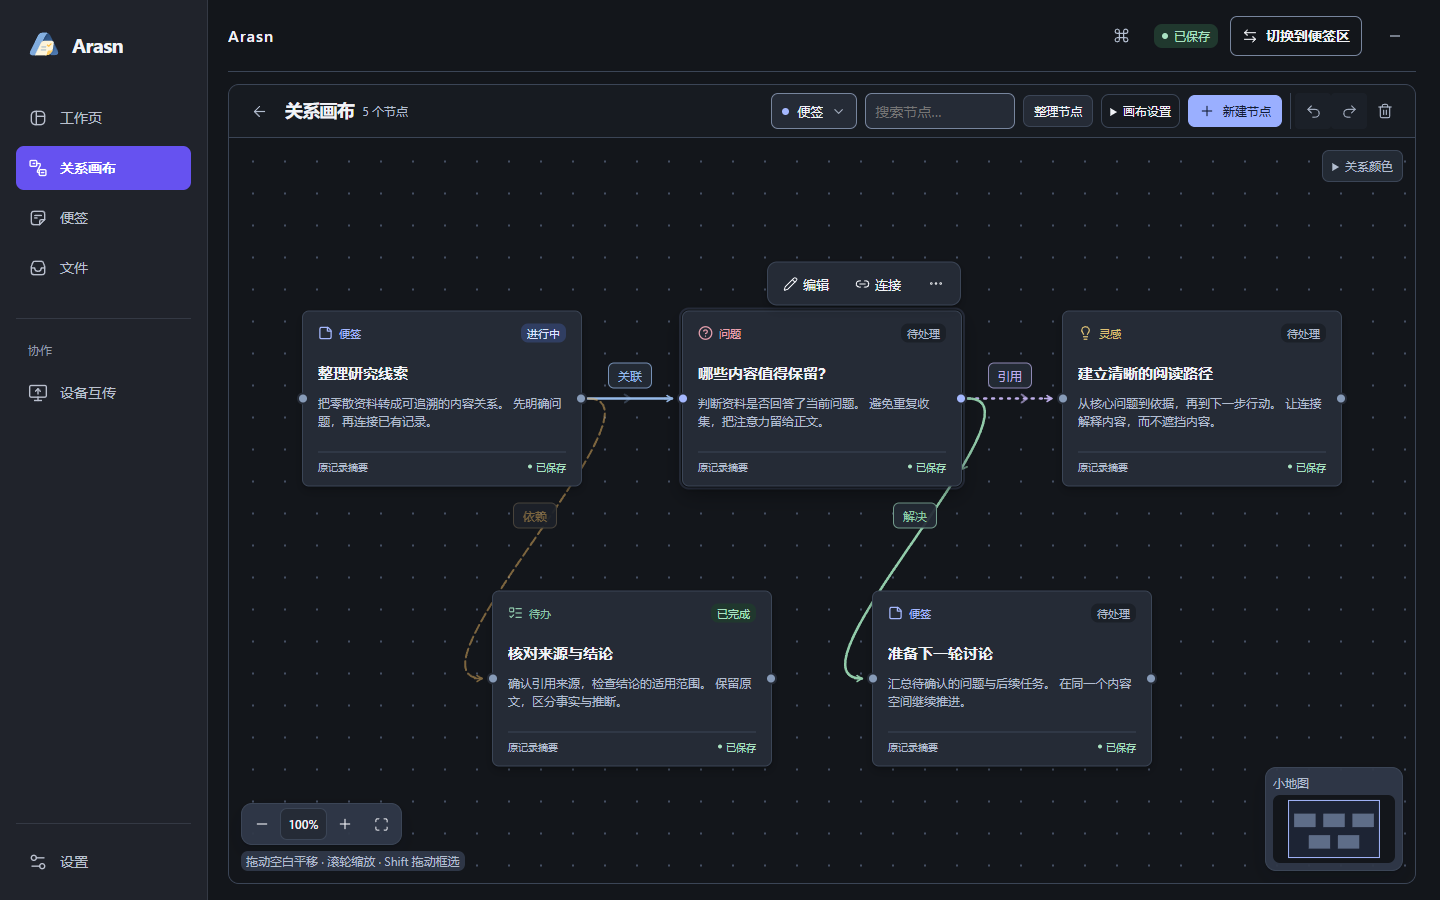 Arasn
工作页
关系画布
便签
文件
协作
设备互传
设置
Arasn
已保存
切换到便签区
关系画布
5 个节点
便签
搜索节点...
整理节点
画布设置
新建节点
关系颜色
编辑
连接
便签
进行中
整理研究线索
把零散资料转成可追溯的内容关系。 先明确问
题，再连接已有记录。
原记录摘要
已保存
关联
问题
待处理
哪些内容值得保留？
判断资料是否回答了当前问题。 避免重复收
集，把注意力留给正文。
原记录摘要
已保存
引用
灵感
待处理
建立清晰的阅读路径
从核心问题到依据，再到下一步行动。 让连接
解释内容，而不遮挡内容。
原记录摘要
已保存
依赖
解决
待办
已完成
核对来源与结论
确认引用来源，检查结论的适用范围。 保留原
文，区分事实与推断。
原记录摘要
已保存
便签
待处理
准备下一轮讨论
汇总待确认的问题与后续任务。 在同一个内容
空间继续推进。
原记录摘要
已保存
100%
拖动空白平移 · 滚轮缩放 · Shift 拖动框选
小地图